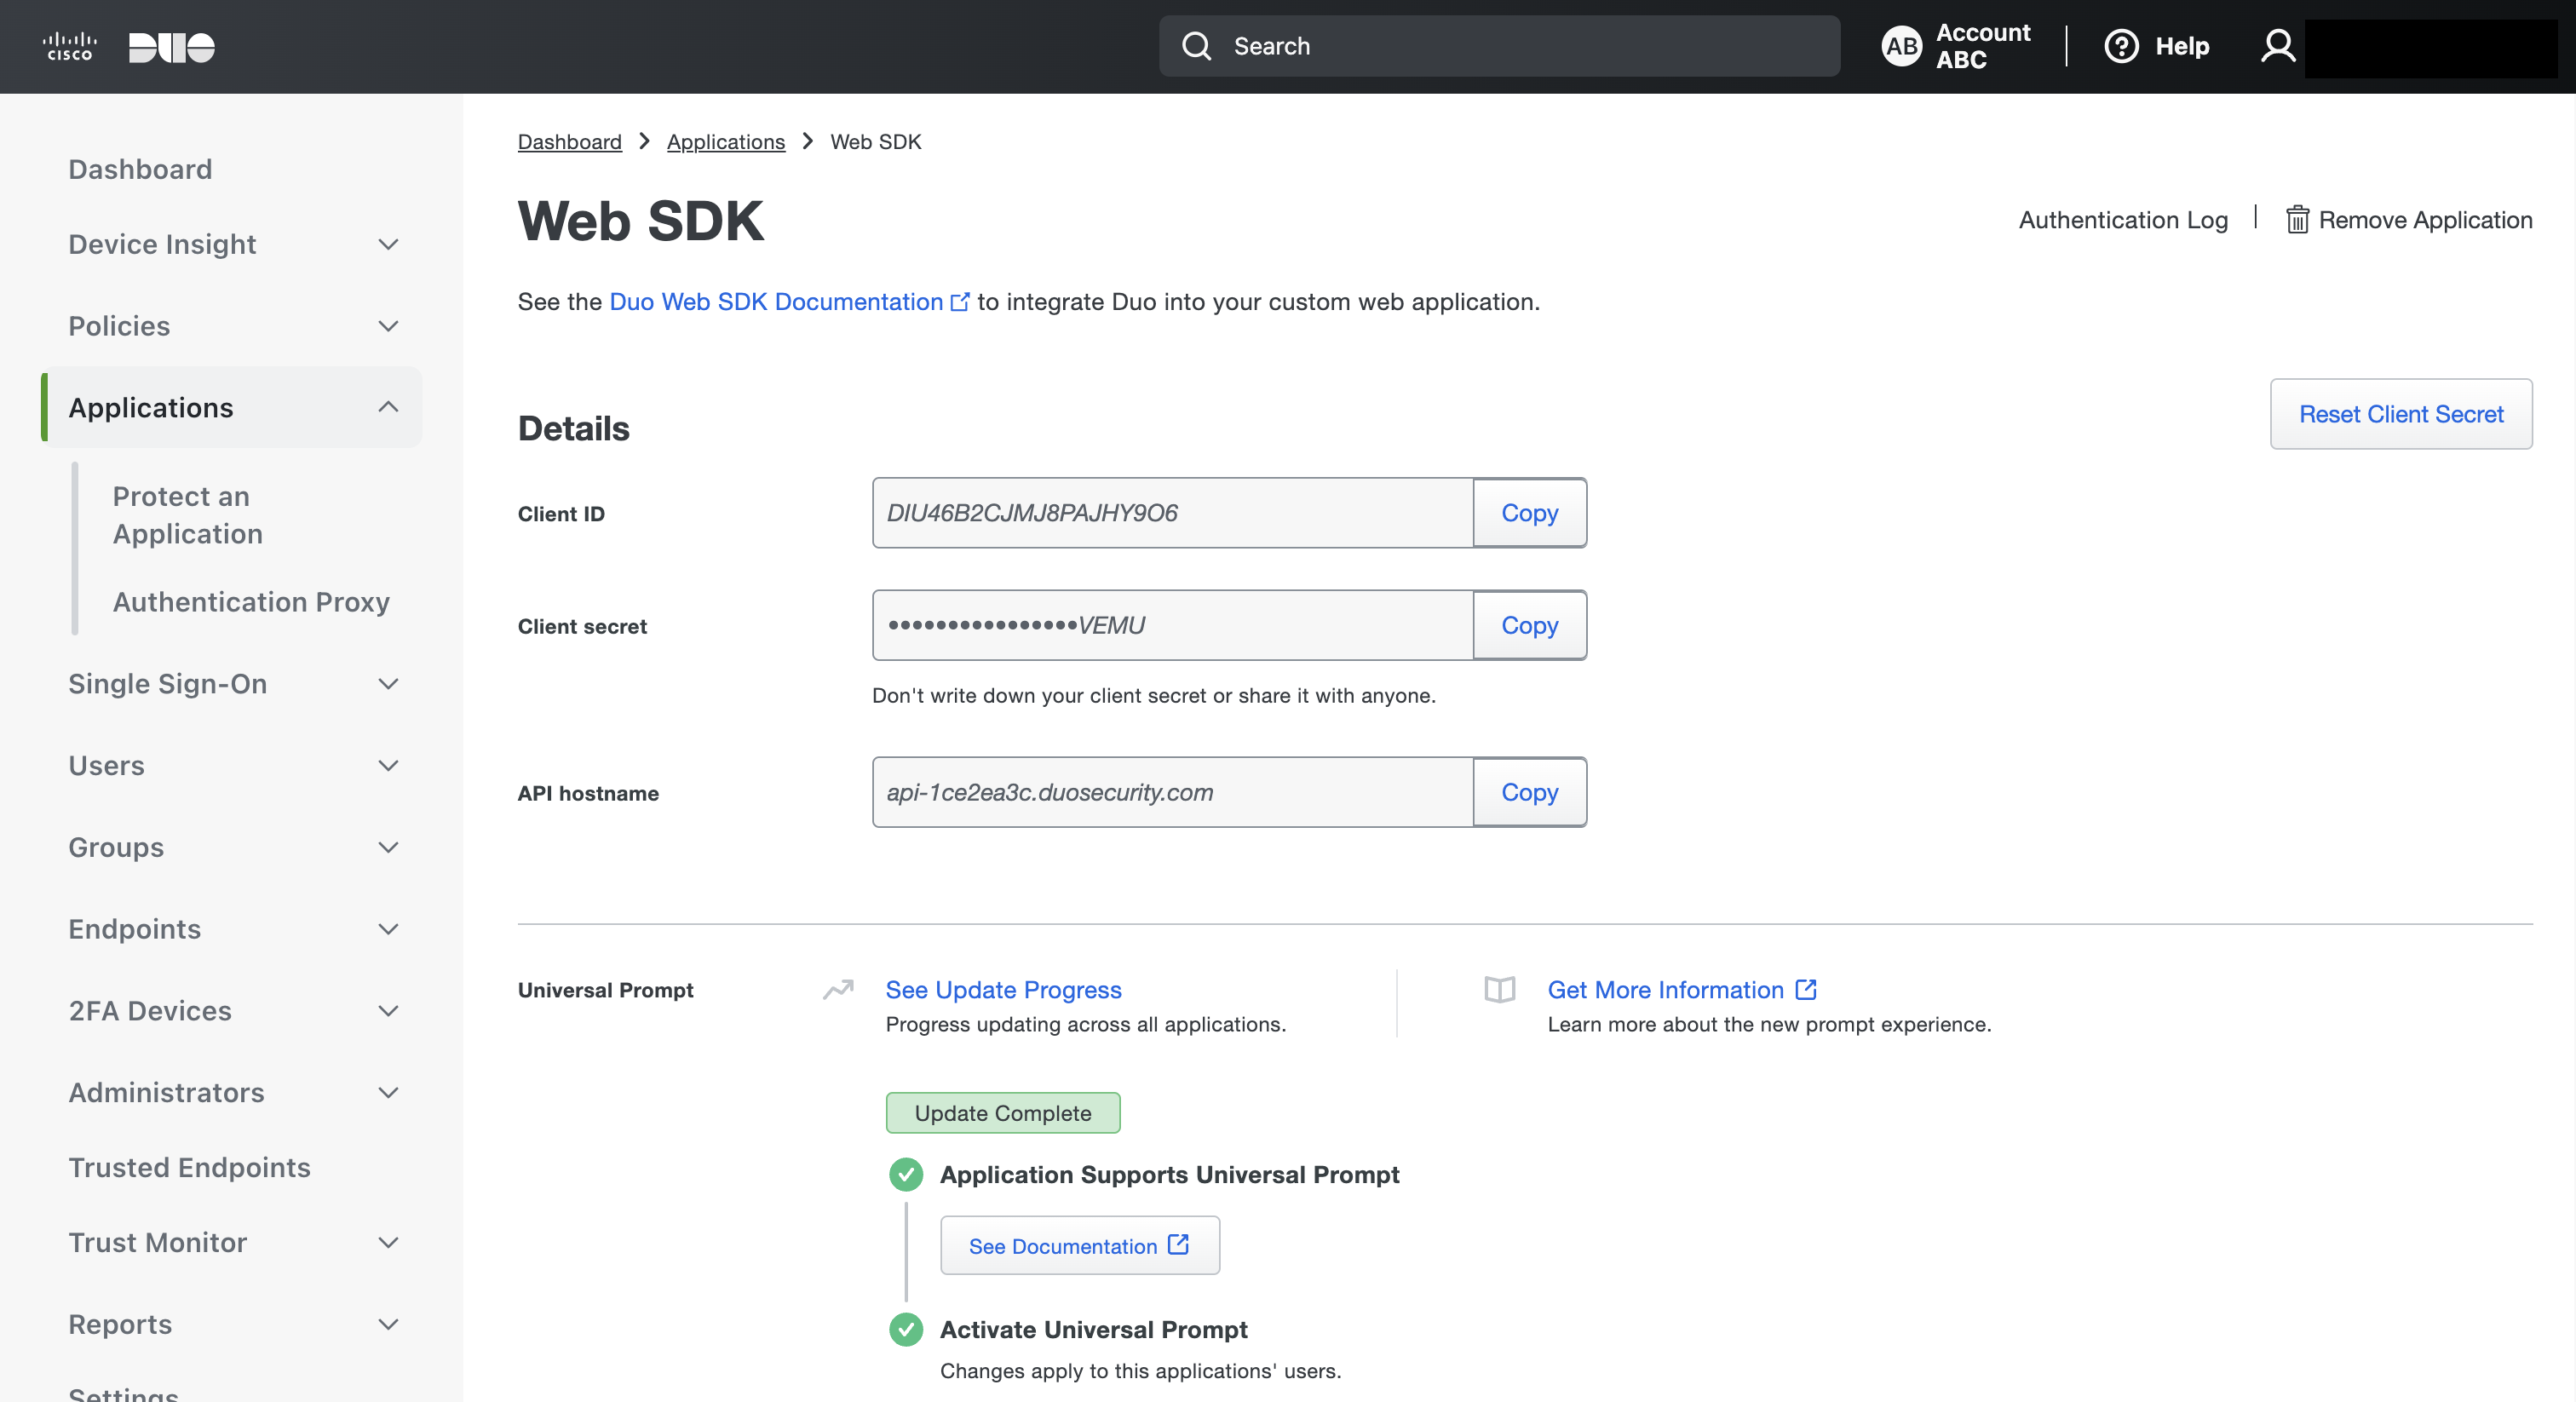 CISCO DUO
Search
AB Account ABC
Help
Dashboard
Device Insight
Policies
Applications
Protect an
Application
Authentication Proxy
Single Sign-On
Users
Groups
Endpoints
2FA Devices
Administrators
Trusted Endpoints
Trust Monitor
Reports
Settings
Dashboard Applications Web SDK
Web SDK
Authentication Log | Remove Application
See the Duo Web SDK Documentation to integrate Duo into your custom web application.
Details
Reset Client Secret
Client ID DIU46B2CJMJ8PAJHY9O6 Copy
Client secret ••••••••••••••••VEMU Copy
Don't write down your client secret or share it with anyone.
API hostname api-1ce2ea3c.duosecurity.com Copy
Universal Prompt See Update Progress Get More Information
Progress updating across all applications. Learn more about the new prompt experience.
Update Complete
Application Supports Universal Prompt
See Documentation
Activate Universal Prompt
Changes apply to this applications' users.